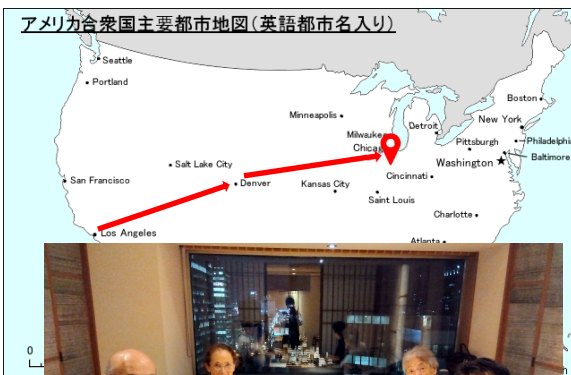 アメリカ合衆国主要都市地図(英語都市名入り)
Seattle
Portland
Boston
Minneapolis
New York
Milwaukee
Detroit
Chicag
Pittsburgh
Philadelphia
Baltimore
Washington
Salt Lake City
San Francisco
Denver
Kansas City
Cincinnati
Saint Louis
Charlotte
Los Angeles
Atlanta
0